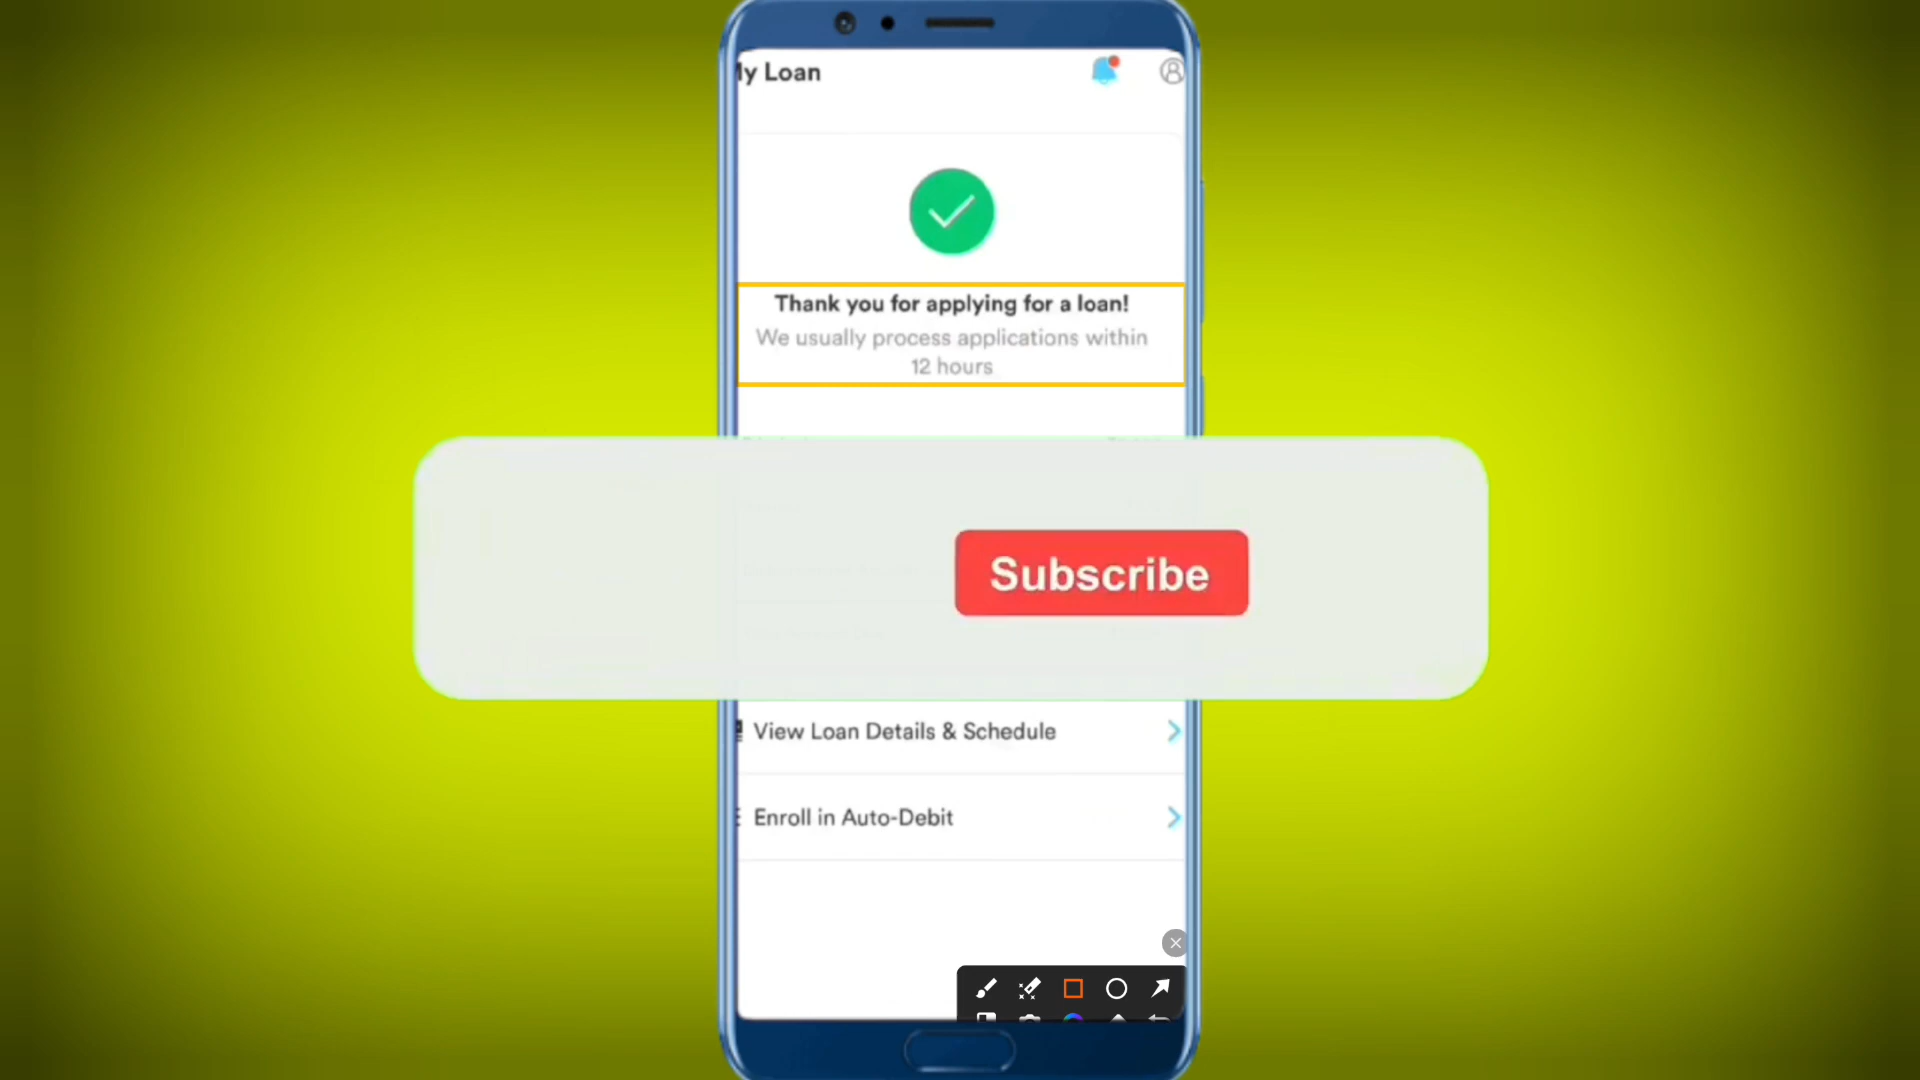 My Loan
Thank you for applying for a loan!
We usually process applications within
12 hours
Subscribe
View Loan Details & Schedule
Enroll in Auto-Debit